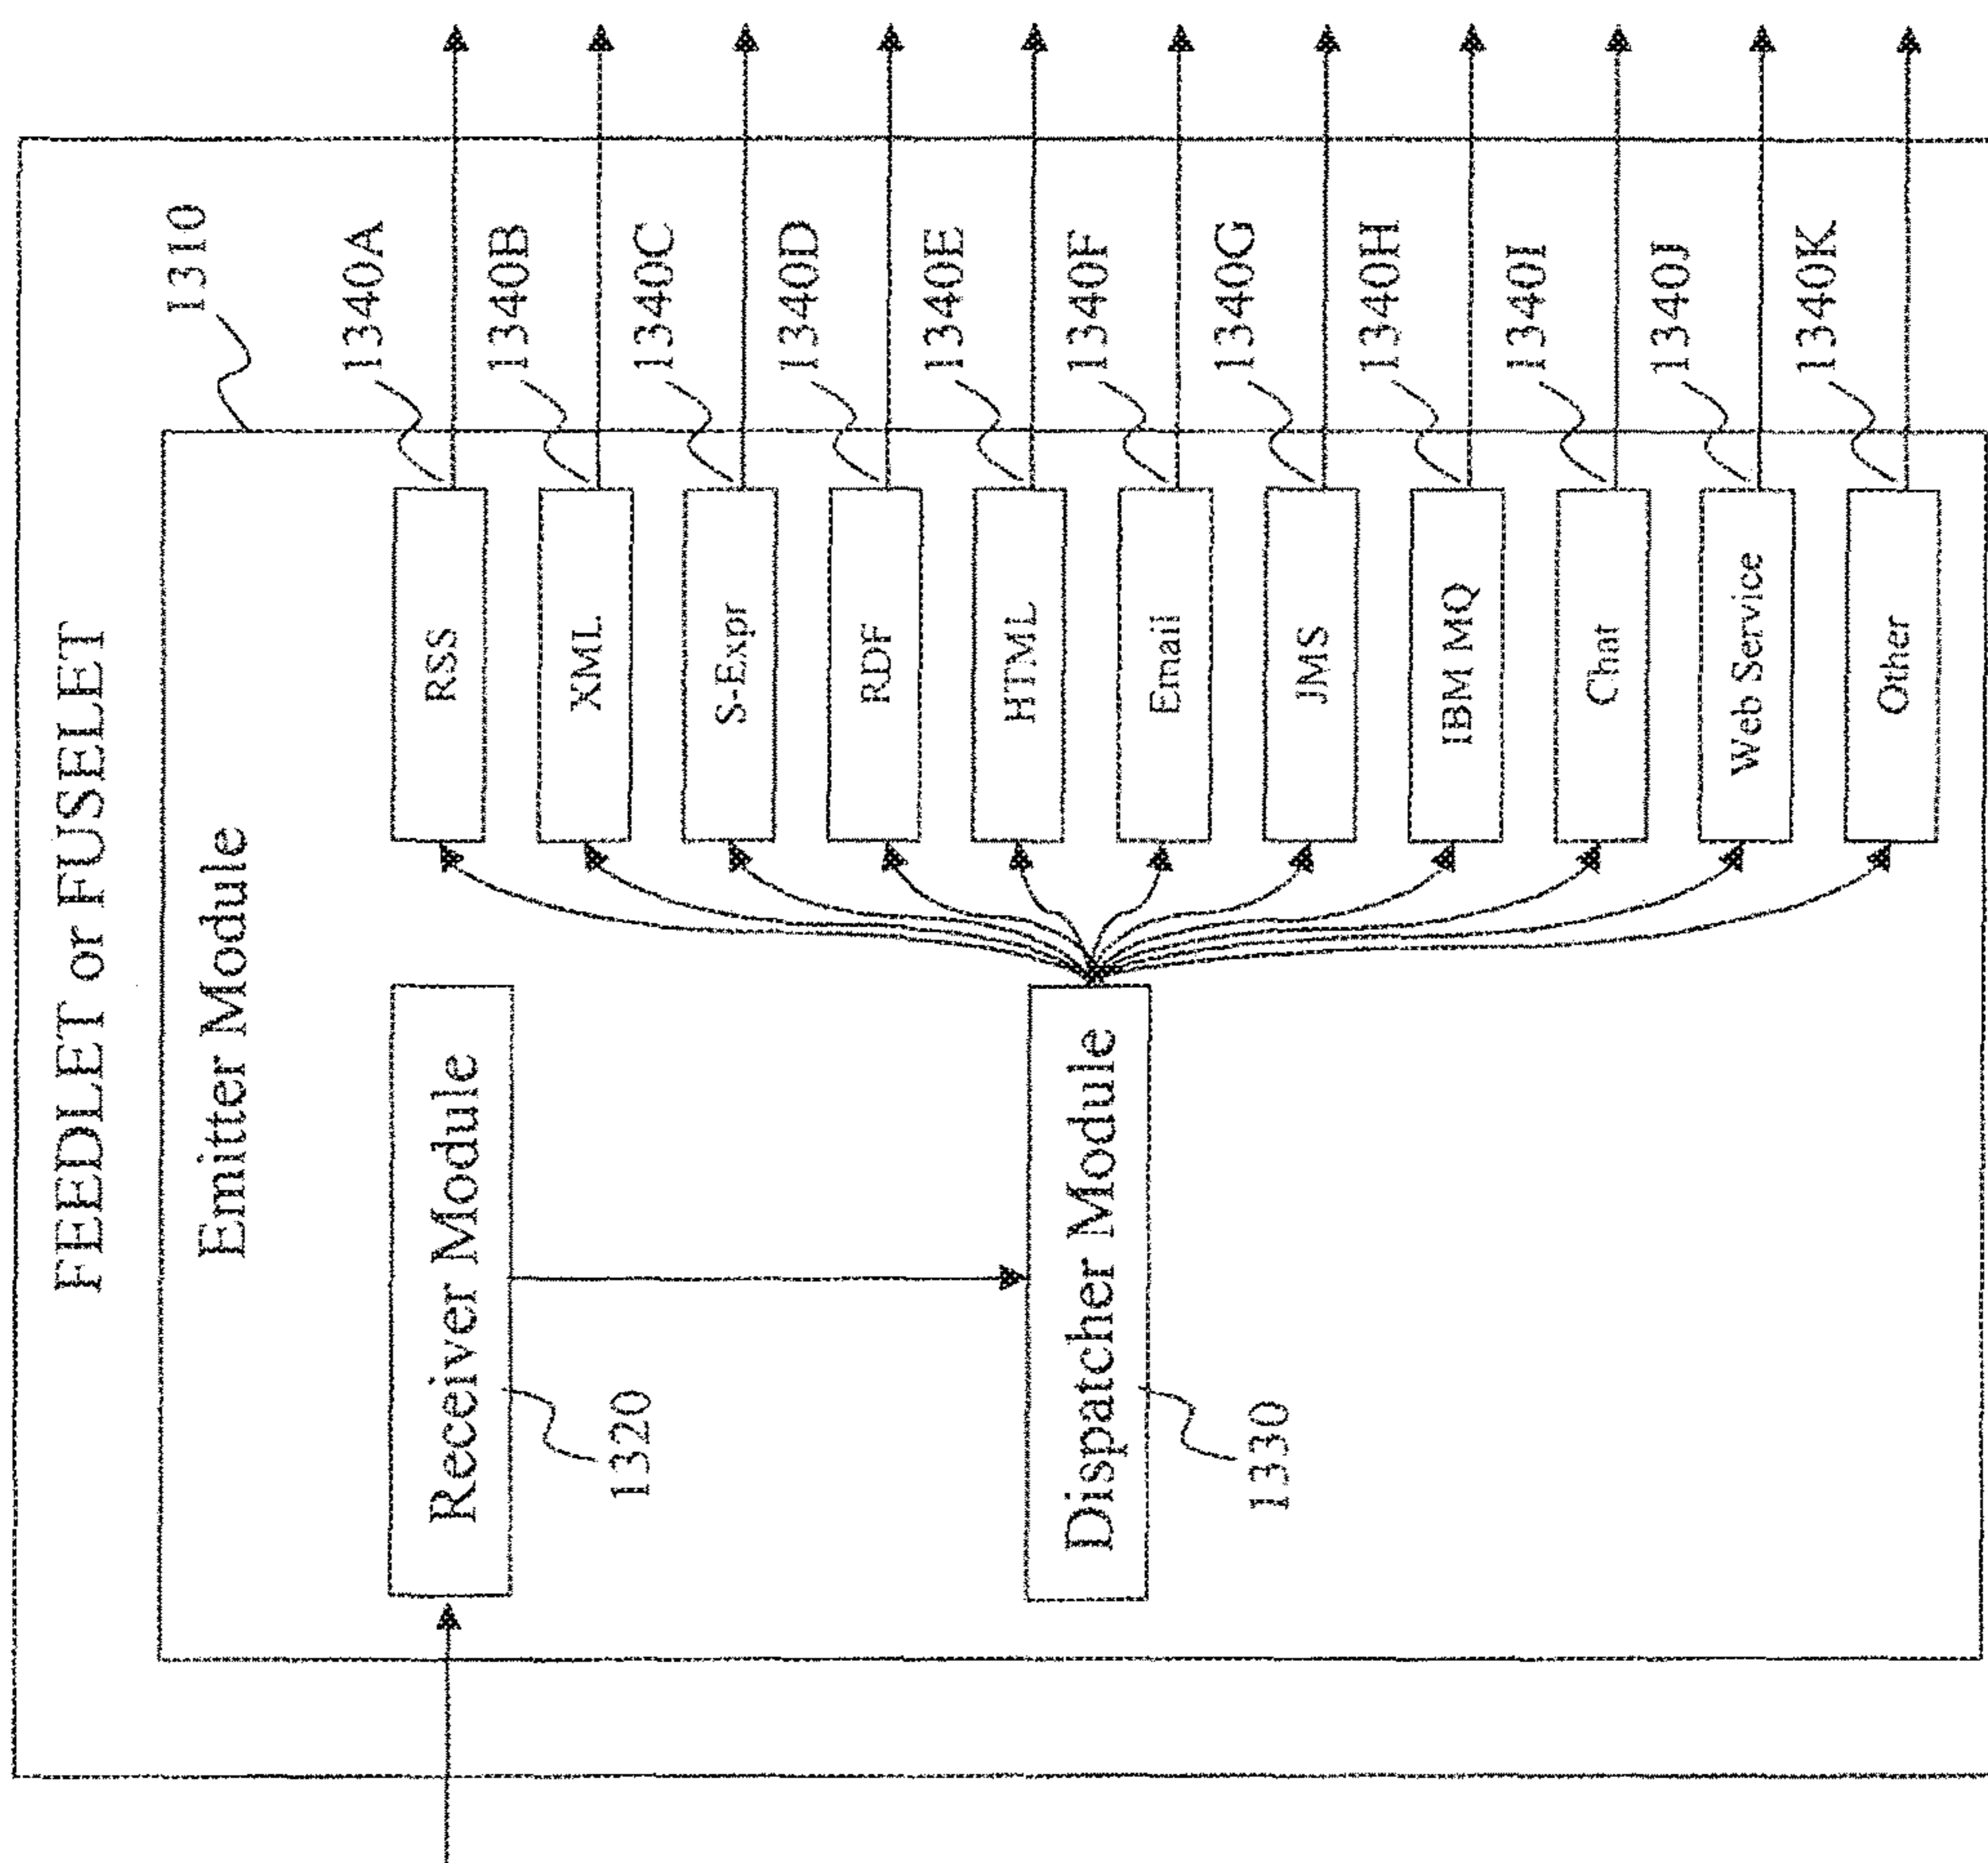 FEEDLET or FUSELET
Emitter Module
1310
Receiver Module
1320
Dispatcher Module
1330
RSS
1340A
XML
1340B
S-Expr
1340C
RDF
1340D
HTML
1340E
Email
1340F
JMS
1340G
IBM MQ
1340H
Chat
1340I
Web Service
1340J
Other
1340K